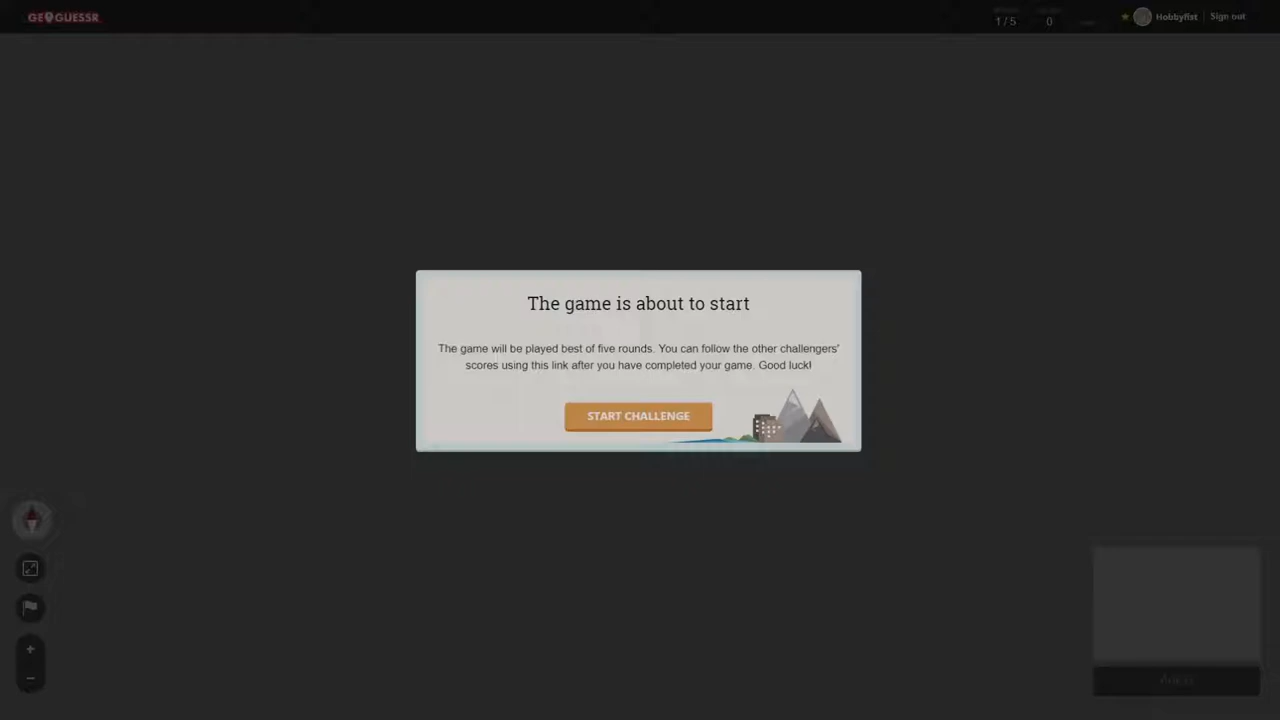 GEOGUESSR
1 / 5
0
Hobbyfist
Sign out
The game is about to start
The game will be played best of five rounds. You can follow the other challengers'
scores using this link after you have completed your game. Good luck!
START CHALLENGE
+
−